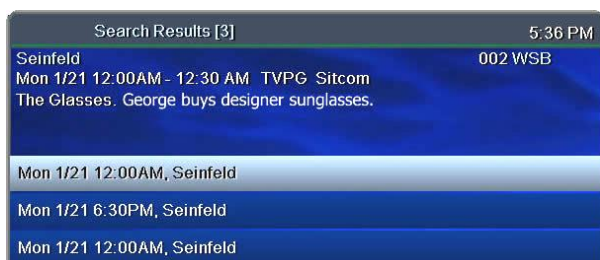 Search Results [3] 5:36 PM
Seinfeld 002 WSB
Mon 1/21 12:00AM - 12:30 AM TVPG Sitcom
The Glasses. George buys designer sunglasses.
Mon 1/21 12:00AM, Seinfeld
Mon 1/21 6:30PM, Seinfeld
Mon 1/21 12:00AM, Seinfeld